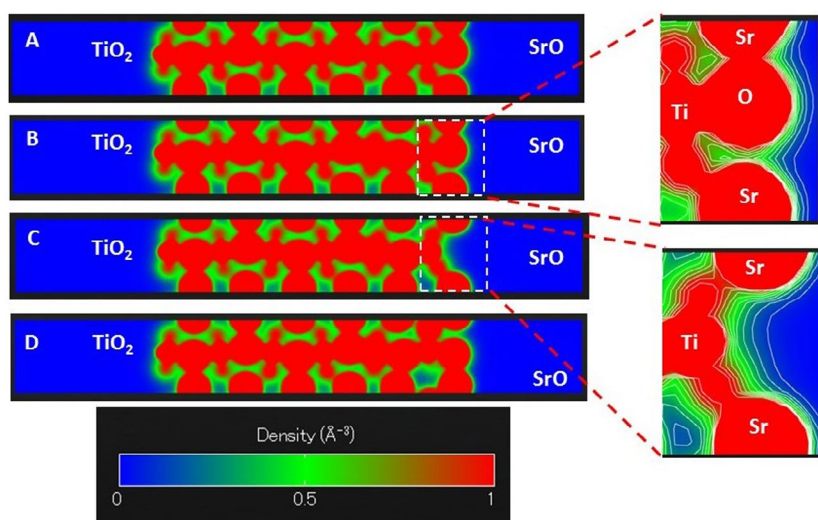 A
TiO2
SrO
B
TiO2
SrO
C
TiO2
SrO
D
TiO2
SrO
Sr
O
Ti
Sr
Sr
Ti
Sr
Density (Å⁻³)
0
0.5
1